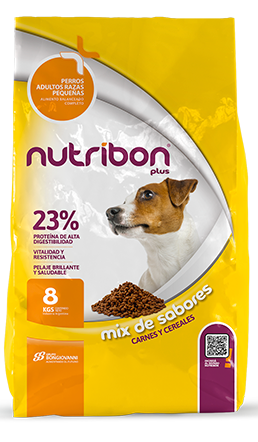 PERROS
ADULTOS RAZAS
PEQUEÑAS
ALIMENTO BALANCEADO
COMPLETO
nutribon
plus
23%
PROTEÍNA DE ALTA
DIGESTIBILIDAD
VITALIDAD Y
RESISTENCIA
PELAJE BRILLANTE
Y SALUDABLE
8
KGS
mix de sabores
CARNES Y CEREALES
GRUPO
BONGIOVANNI